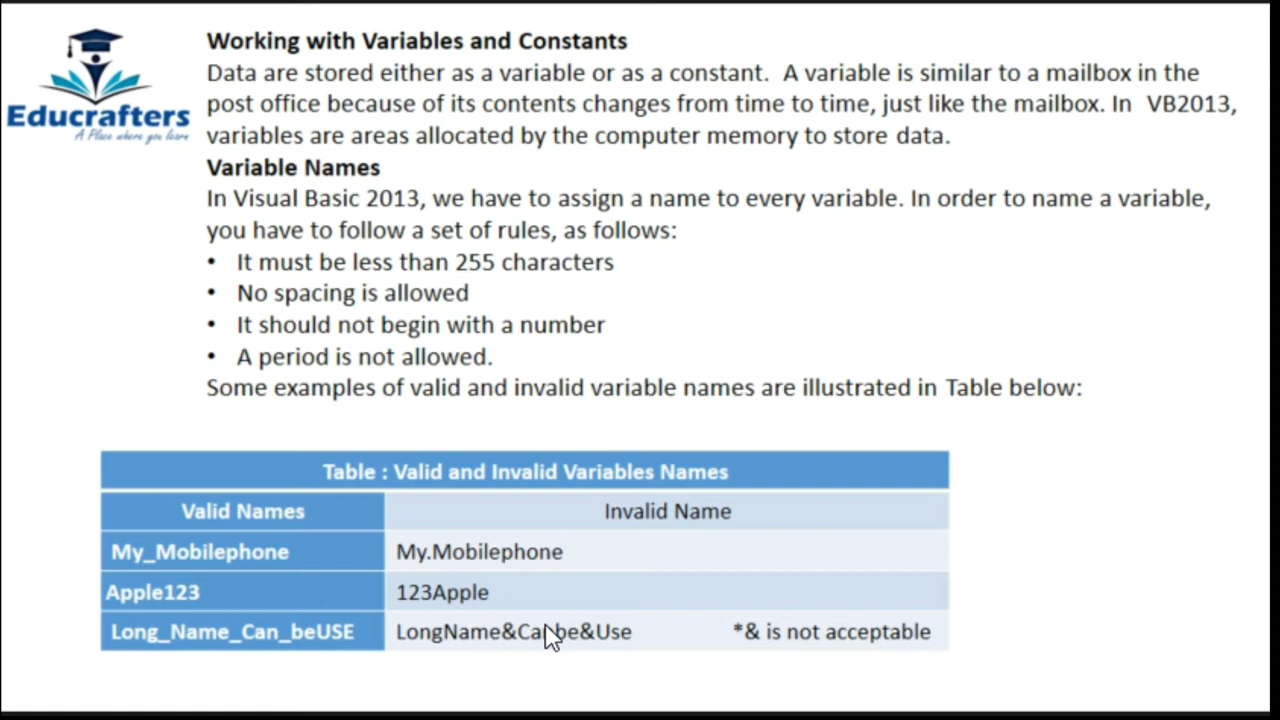 Educrafters
A Place where you learn
Working with Variables and Constants
Data are stored either as a variable or as a constant. A variable is similar to a mailbox in the
post office because of its contents changes from time to time, just like the mailbox. In VB2013,
variables are areas allocated by the computer memory to store data.
Variable Names
In Visual Basic 2013, we have to assign a name to every variable. In order to name a variable,
you have to follow a set of rules, as follows:
• It must be less than 255 characters
• No spacing is allowed
• It should not begin with a number
• A period is not allowed.
Some examples of valid and invalid variable names are illustrated in Table below:
Table : Valid and Invalid Variables Names
Valid Names Invalid Name
My_Mobilephone My.Mobilephone
Apple123 123Apple
Long_Name_Can_beUSE LongName&Canbe&Use *& is not acceptable